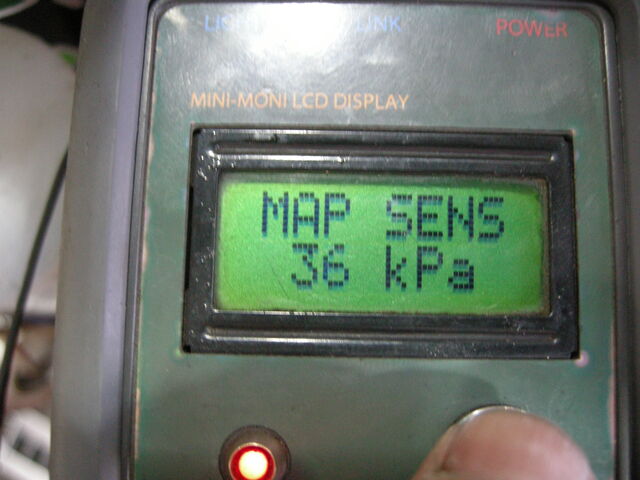 LINK
POWER
MINI-MONI LCD DISPLAY
MAP SENS
36 kPa